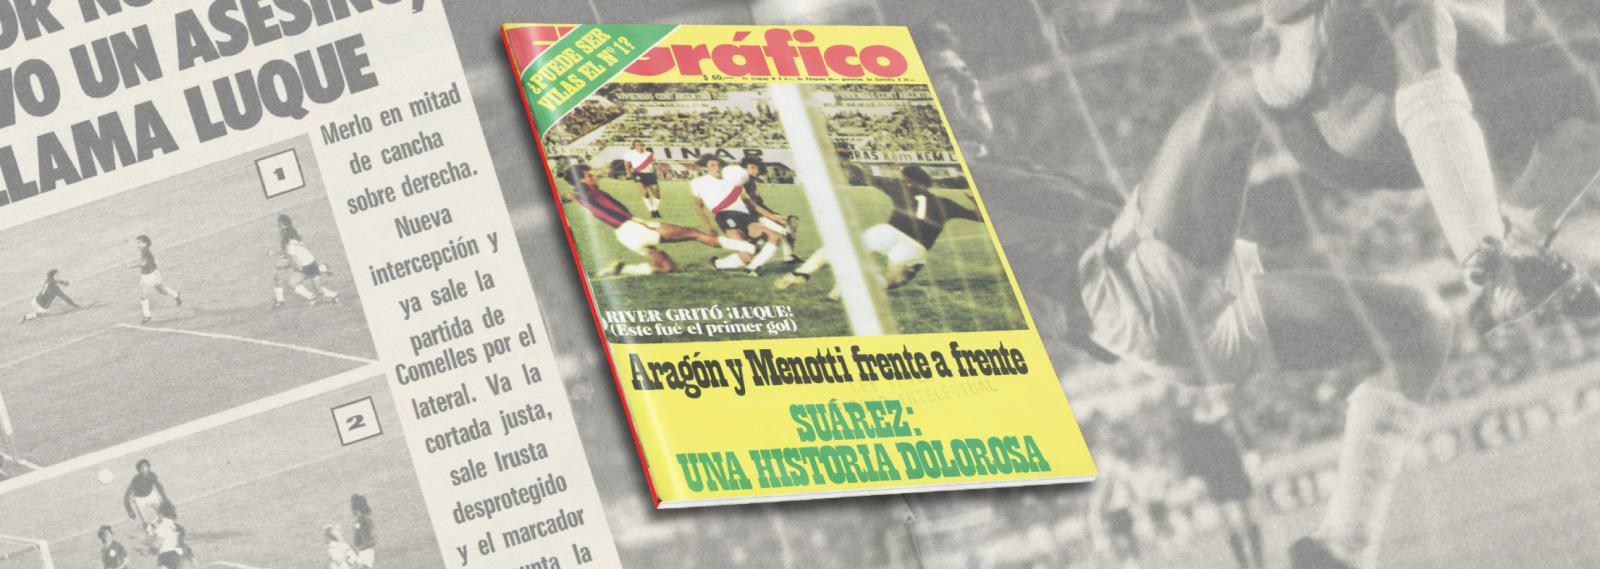 UN ASESINO,
LLAMA LUQUE
Merlo en mitad
de cancha
sobre derecha.
Nueva
intercepción y
ya sale la
partida de
Comelles por el
lateral. Va la
cortada justa,
sale Irusta
desprotegido
y el marcador
la
1
2
El Gráfico
¿PUEDE SER
VILAS EL Nº 1?
$ 60.—
RIVER GRITÓ ¡LUQUE!
(Este fué el primer gol)
Aragón y Menotti frente a frente
SUÁREZ:
UNA HISTORIA DOLOROSA
INTELECTUAL